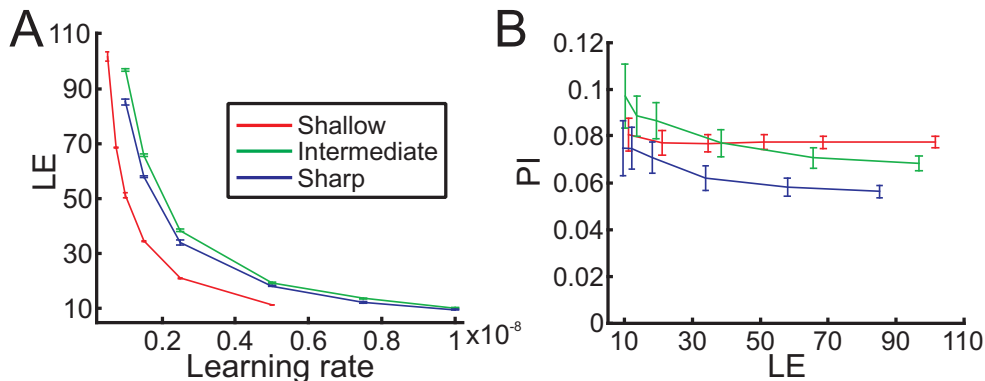 A
110
90
70
50
30
10
LE
0.2
0.4
0.6
0.8
1
x10⁻⁸
Learning rate
Shallow
Intermediate
Sharp
B
0.12
0.1
0.08
0.06
0.04
0.02
0
PI
10
30
50
70
90
110
LE